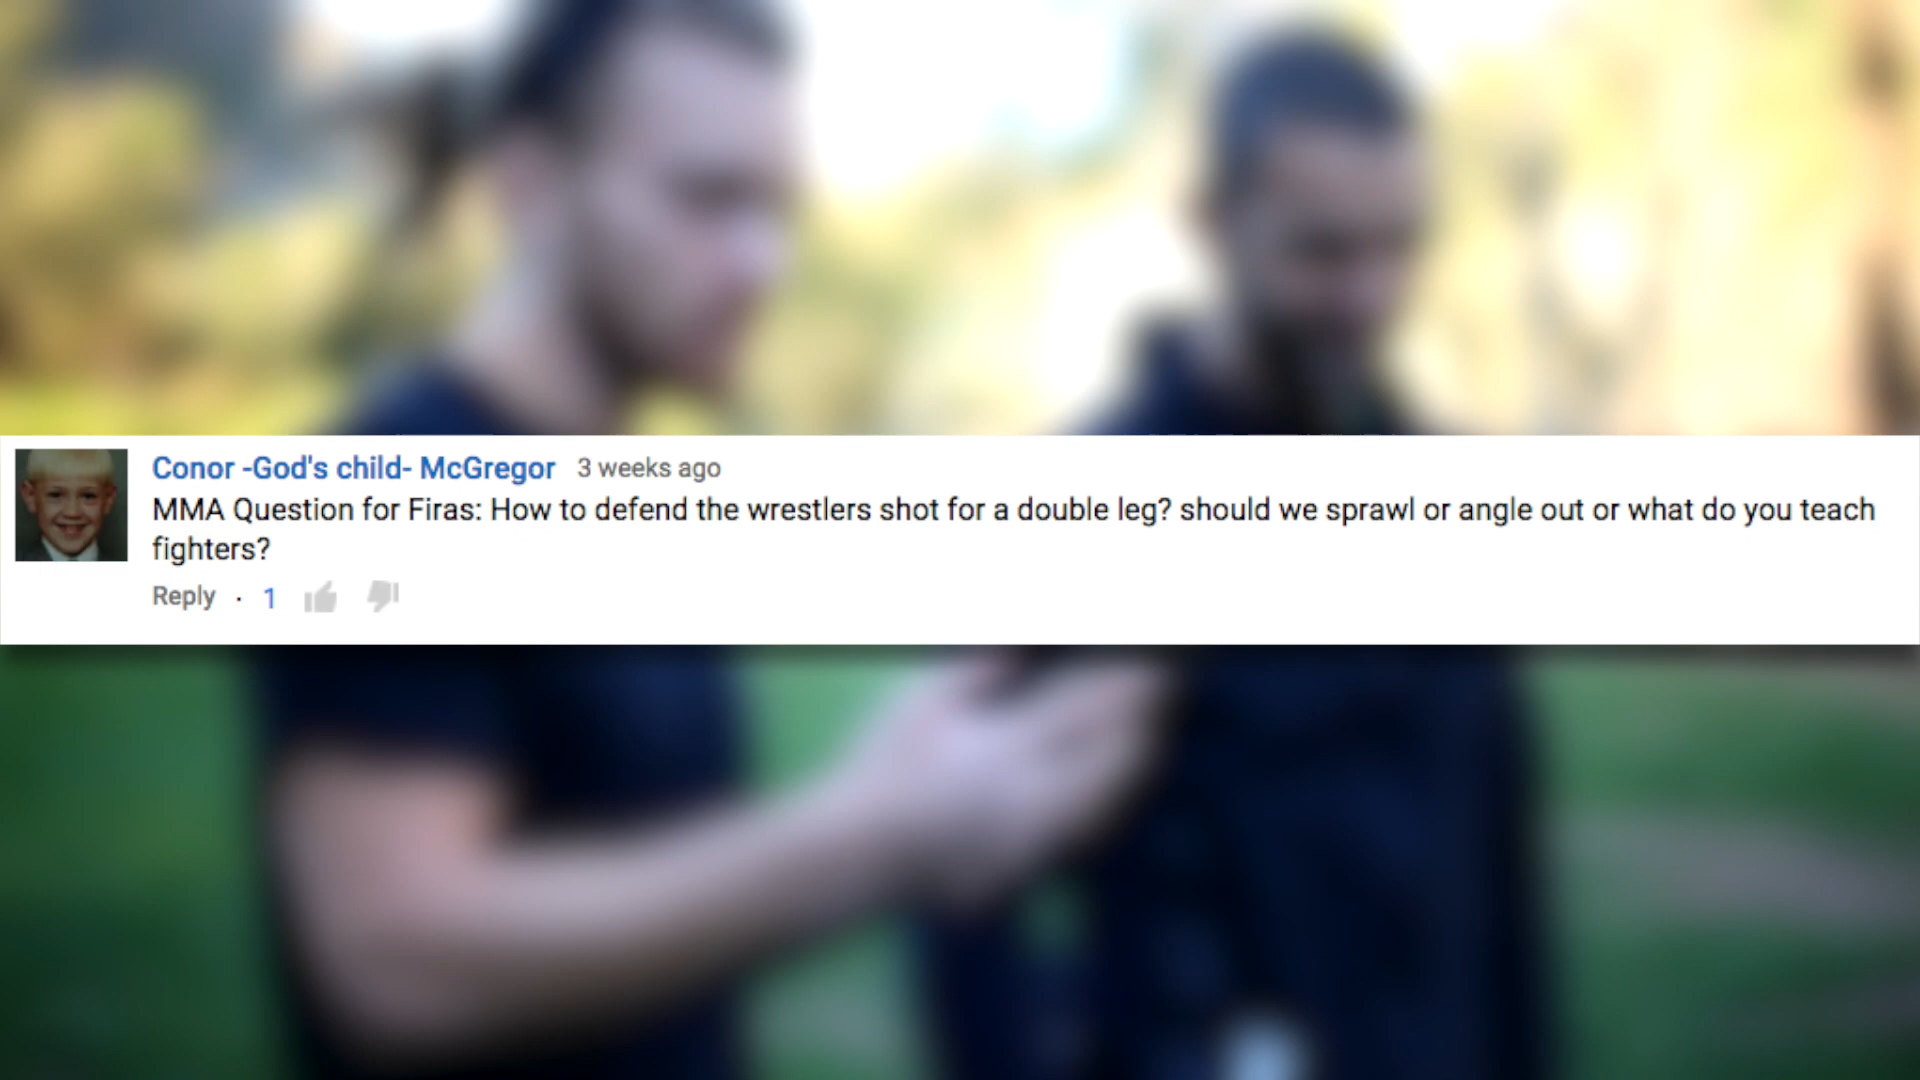 Conor -God's child- McGregor 3 weeks ago
MMA Question for Firas: How to defend the wrestlers shot for a double leg? should we sprawl or angle out or what do you teach
fighters?
Reply · 1